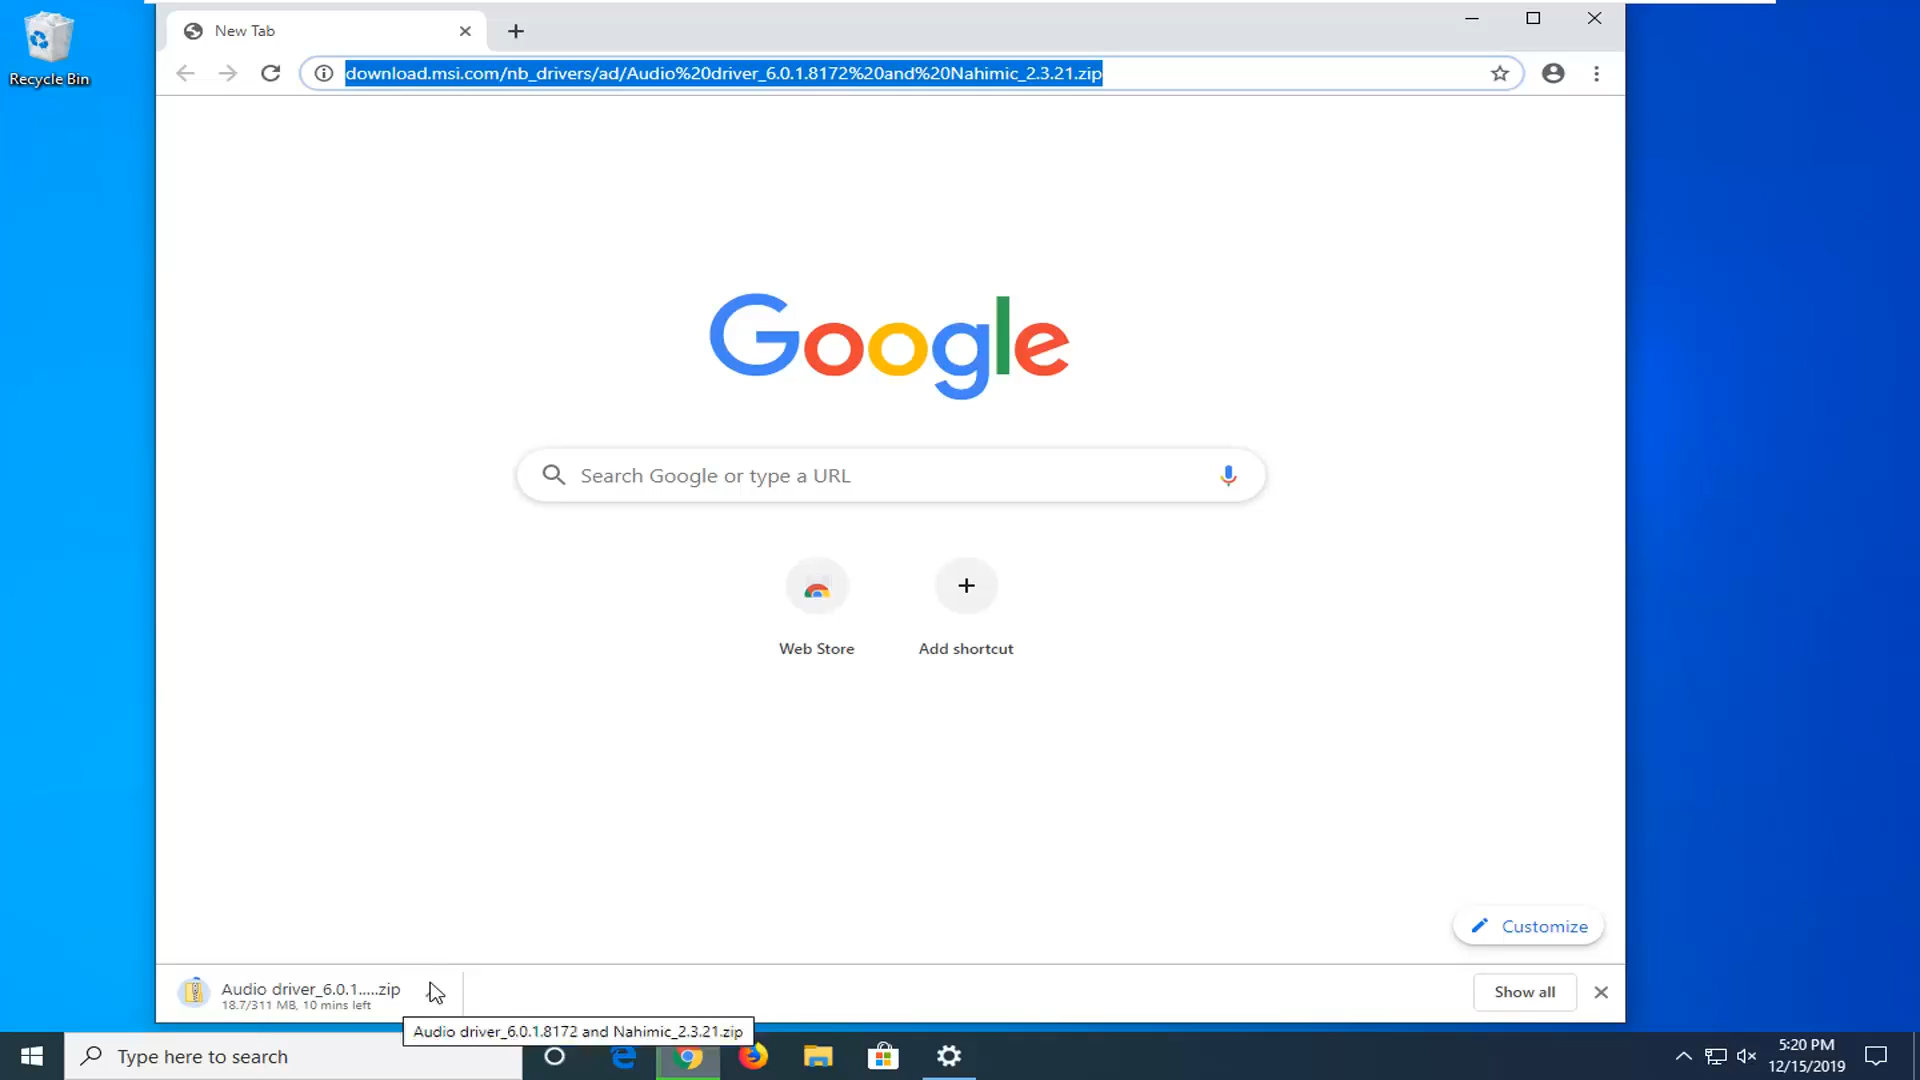 Recycle Bin
New Tab
download.msi.com/nb_drivers/ad/Audio%20driver_6.0.1.8172%20and%20Nahimic_2.3.21.zip
Google
Search Google or type a URL
Web Store
Add shortcut
Customize
Audio driver_6.0.1.....zip
18.7/311 MB, 10 mins left
Show all
Audio driver_6.0.1.8172 and Nahimic_2.3.21.zip
Type here to search
5:20 PM
12/15/2019